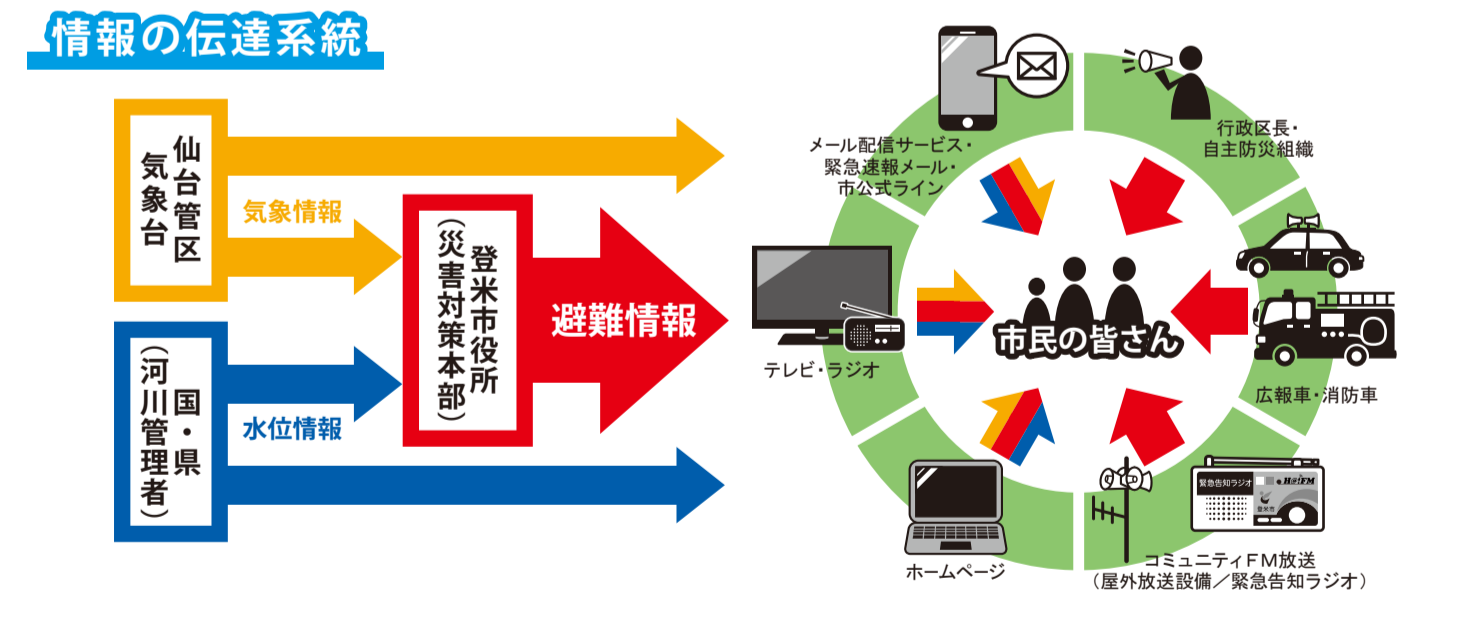 情報の伝達系統
仙台管区
気象台
気象情報
登米市役所
(災害対策本部)
避難情報
国・県
(河川管理者)
水位情報
メール配信サービス・
緊急速報メール・
市公式ライン
行政区長・
自主防災組織
テレビ・ラジオ
市民の皆さん
広報車・消防車
ホームページ
緊急告知ラジオ
H@!FM
登米市
コミュニティFM放送
(屋外放送設備/緊急告知ラジオ)